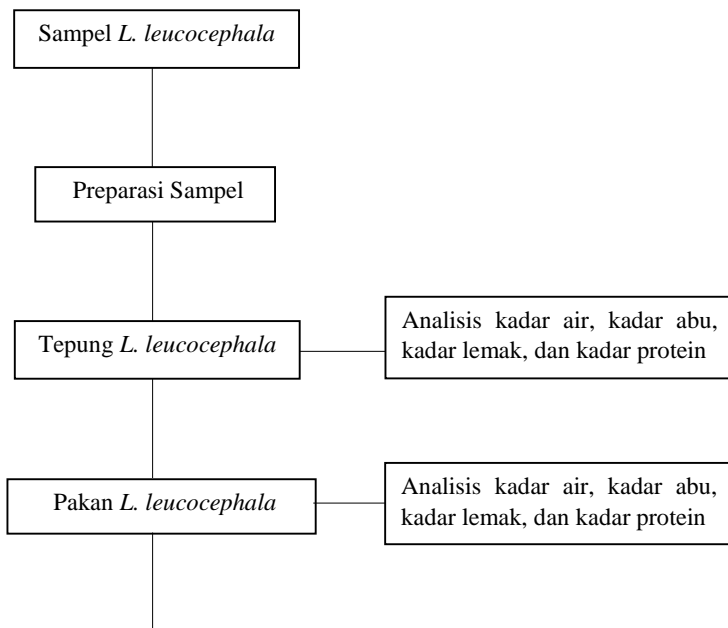 Sampel L. leucocephala
Preparasi Sampel
Tepung L. leucocephala
Analisis kadar air, kadar abu,
kadar lemak, dan kadar protein
Pakan L. leucocephala
Analisis kadar air, kadar abu,
kadar lemak, dan kadar protein